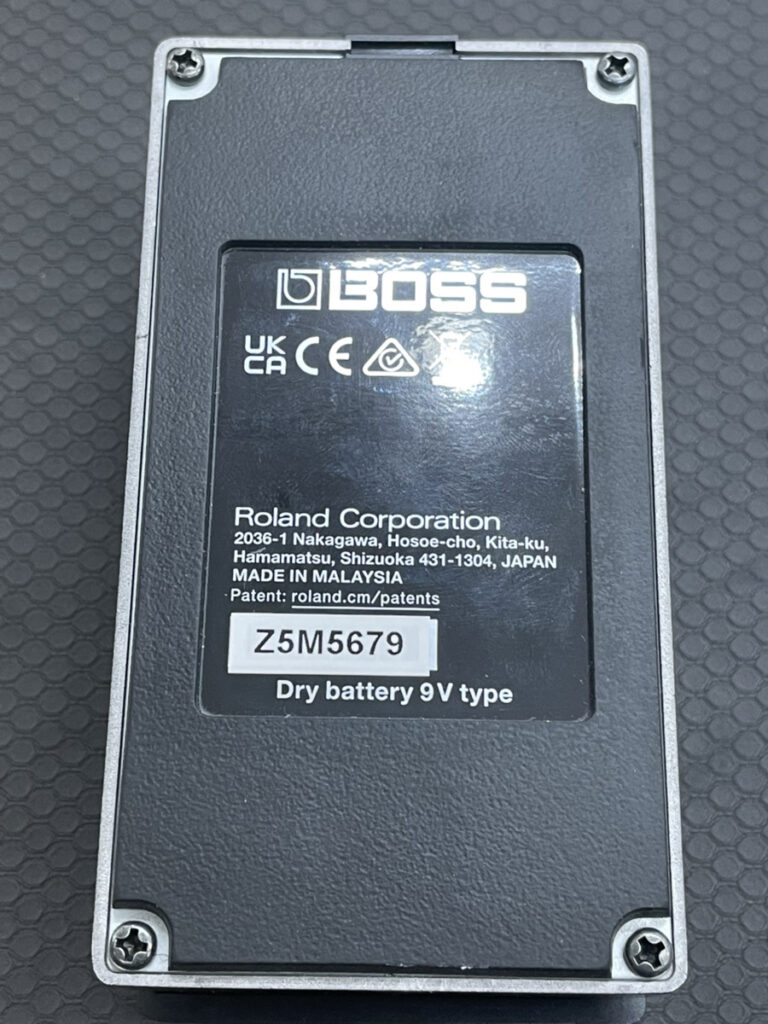 BOSS
UK
CA CE
Roland Corporation
2036-1 Nakagawa, Hosoe-cho, Kita-ku,
Hamamatsu, Shizuoka 431-1304, JAPAN
MADE IN MALAYSIA
Patent: roland.cm/patents
Z5M5679
Dry battery 9V type